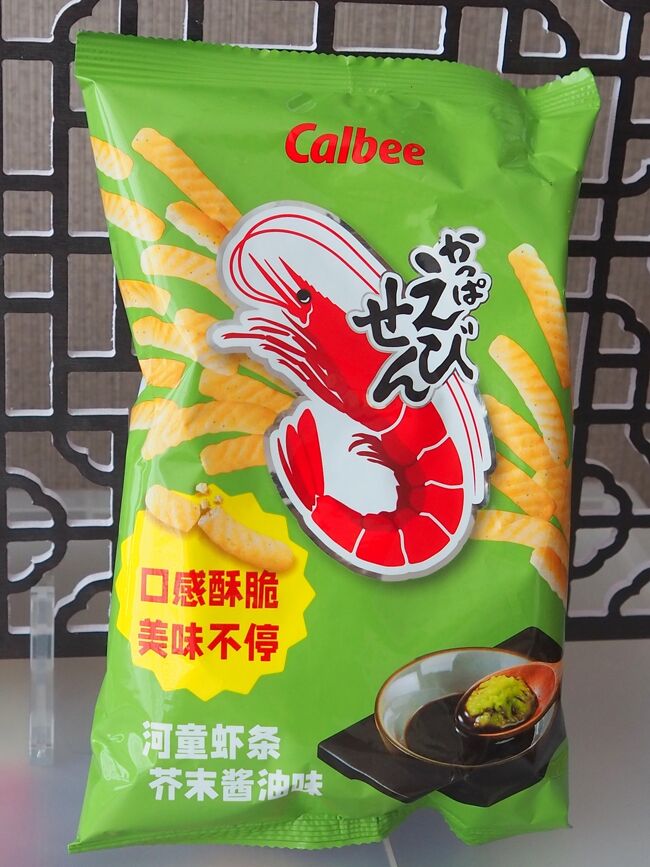 Calbee
かっぱ
えび
せん
口感酥脆
美味不停
河童虾条
芥末酱油味